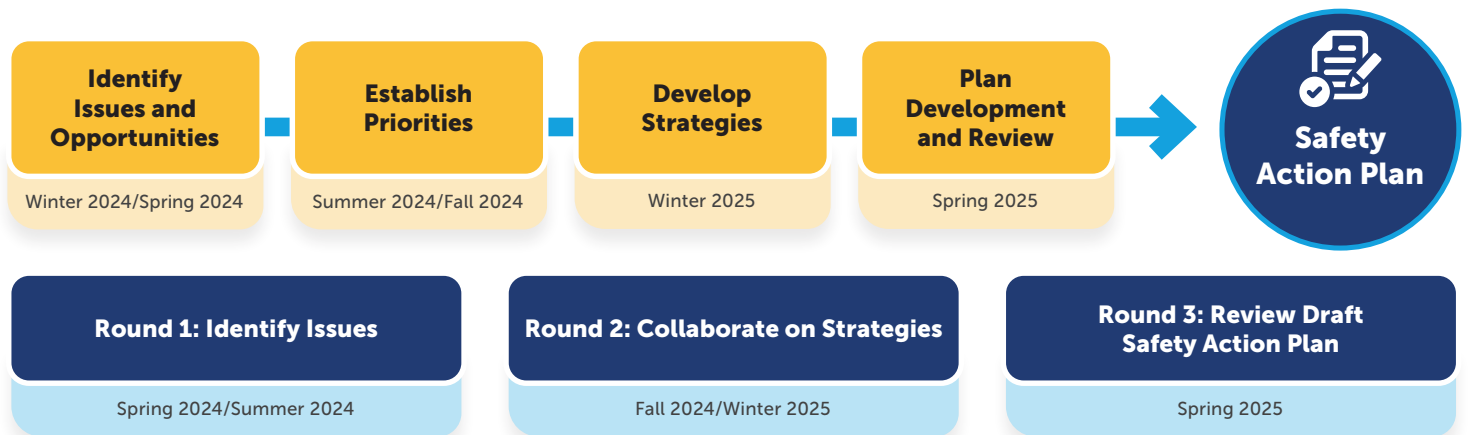 Identify
Issues and
Opportunities
Winter 2024/Spring 2024
Establish
Priorities
Summer 2024/Fall 2024
Develop
Strategies
Winter 2025
Plan
Development
and Review
Spring 2025
Safety
Action Plan
Round 1: Identify Issues
Spring 2024/Summer 2024
Round 2: Collaborate on Strategies
Fall 2024/Winter 2025
Round 3: Review Draft
Safety Action Plan
Spring 2025